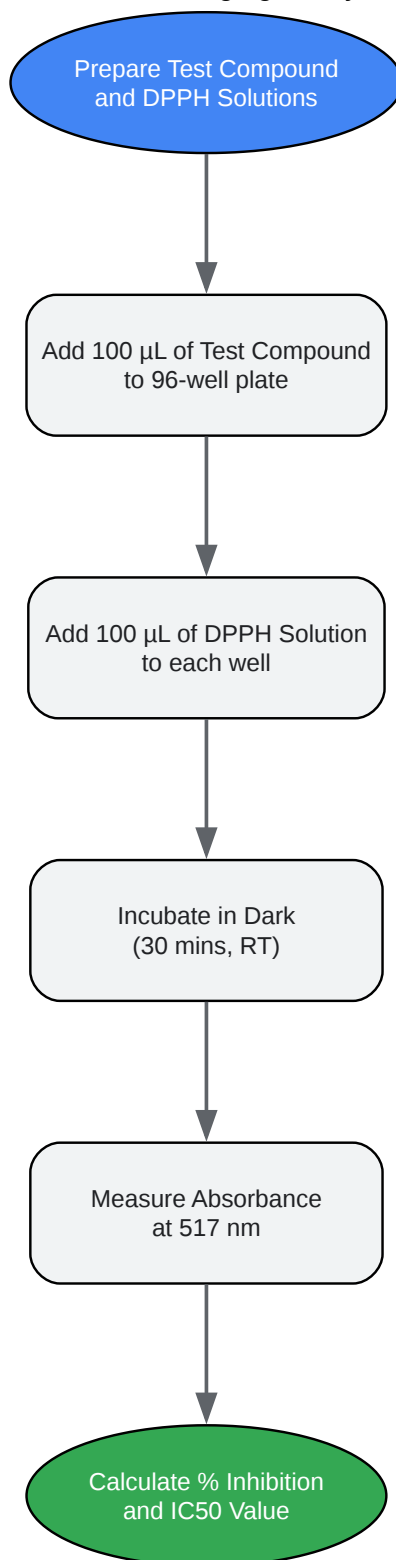 Prepare Test Compound
and DPPH Solutions
Add 100 µL of Test Compound
to 96-well plate
Add 100 µL of DPPH Solution
to each well
Incubate in Dark
(30 mins, RT)
Measure Absorbance
at 517 nm
Calculate % Inhibition
and IC50 Value